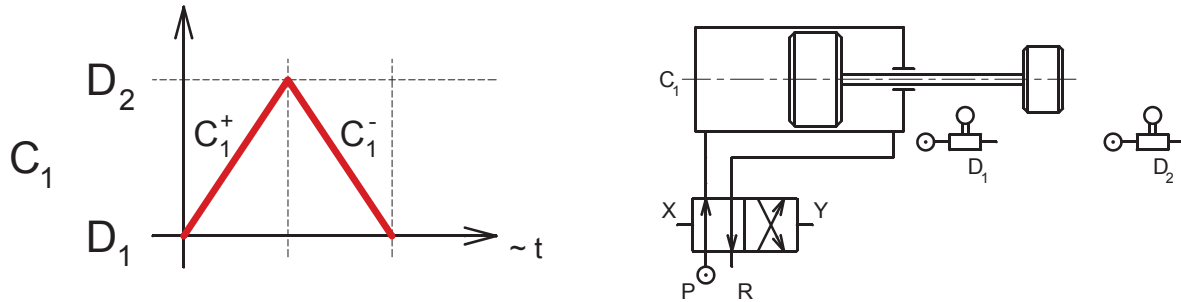 D₂
C₁⁺ C₁⁻
C₁
D₁
~ t
C₁
D₁
D₂
X Y
P R